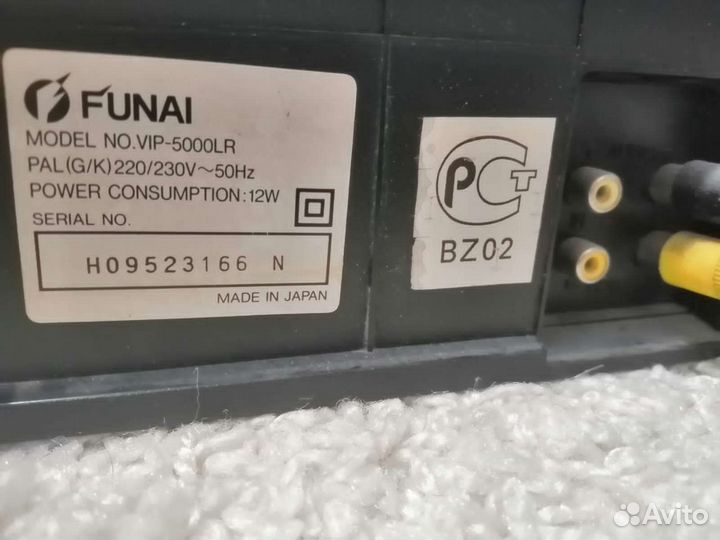 FUNAI
MODEL NO.VIP-5000LR
PAL(G/K)220/230V~50Hz
POWER CONSUMPTION:12W
SERIAL NO.
H09523166 N
MADE IN JAPAN
РСТ
BZ02
Avito